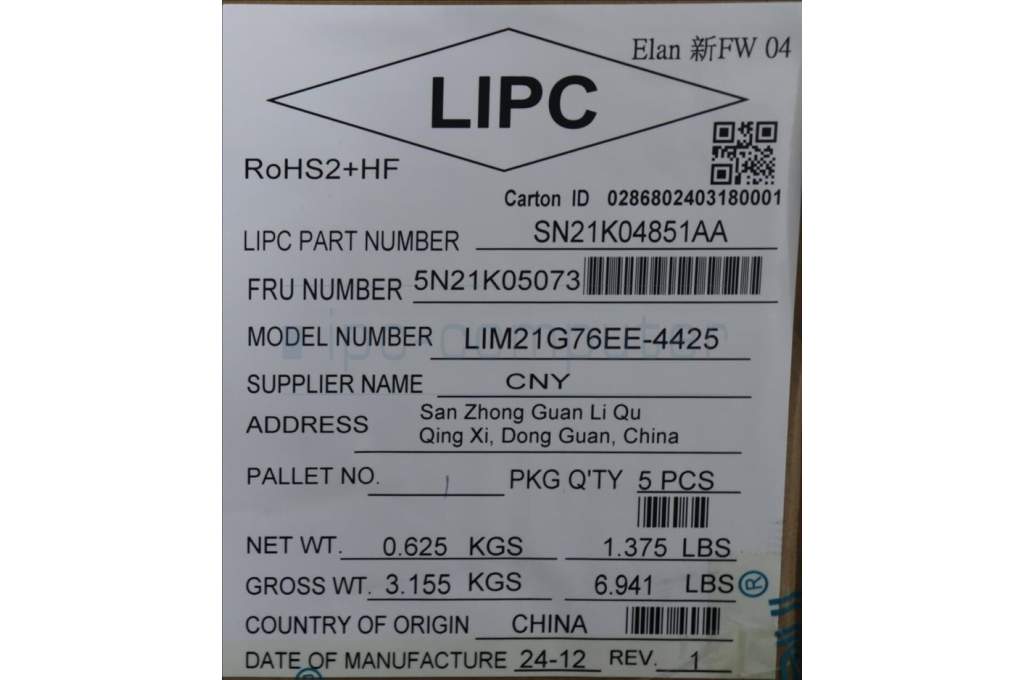 Elan 新FW 04
LIPC
RoHS2+HF
Carton ID 0286802403180001
LIPC PART NUMBER SN21K04851AA
FRU NUMBER 5N21K05073
MODEL NUMBER LIM21G76EE-4425
ips-computer
SUPPLIER NAME CNY
ADDRESS San Zhong Guan Li Qu
Qing Xi, Dong Guan, China
PALLET NO. PKG Q'TY 5 PCS
NET WT. 0.625 KGS 1.375 LBS
GROSS WT. 3.155 KGS 6.941 LBS ®
COUNTRY OF ORIGIN CHINA
DATE OF MANUFACTURE 24-12 REV. 1